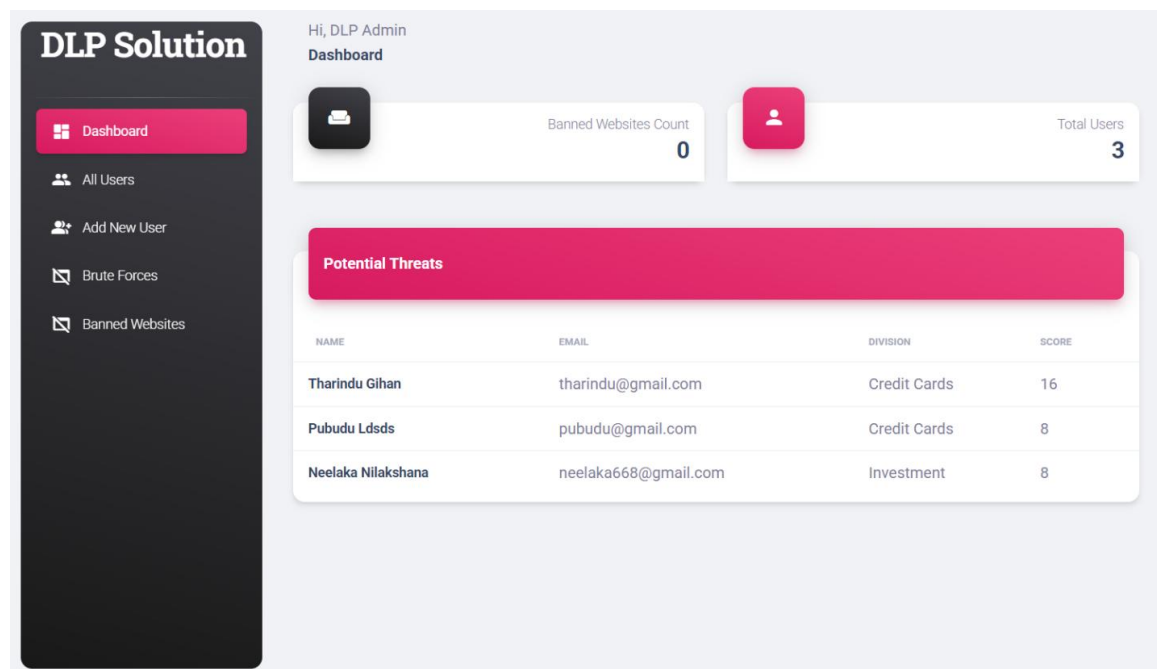 DLP Solution
Dashboard
All Users
Add New User
Brute Forces
Banned Websites
Hi, DLP Admin
Dashboard
Banned Websites Count
0
Total Users
3
Potential Threats
NAME EMAIL DIVISION SCORE
Tharindu Gihan tharindu@gmail.com Credit Cards 16
Pubudu Ldsds pubudu@gmail.com Credit Cards 8
Neelaka Nilakshana neelaka668@gmail.com Investment 8